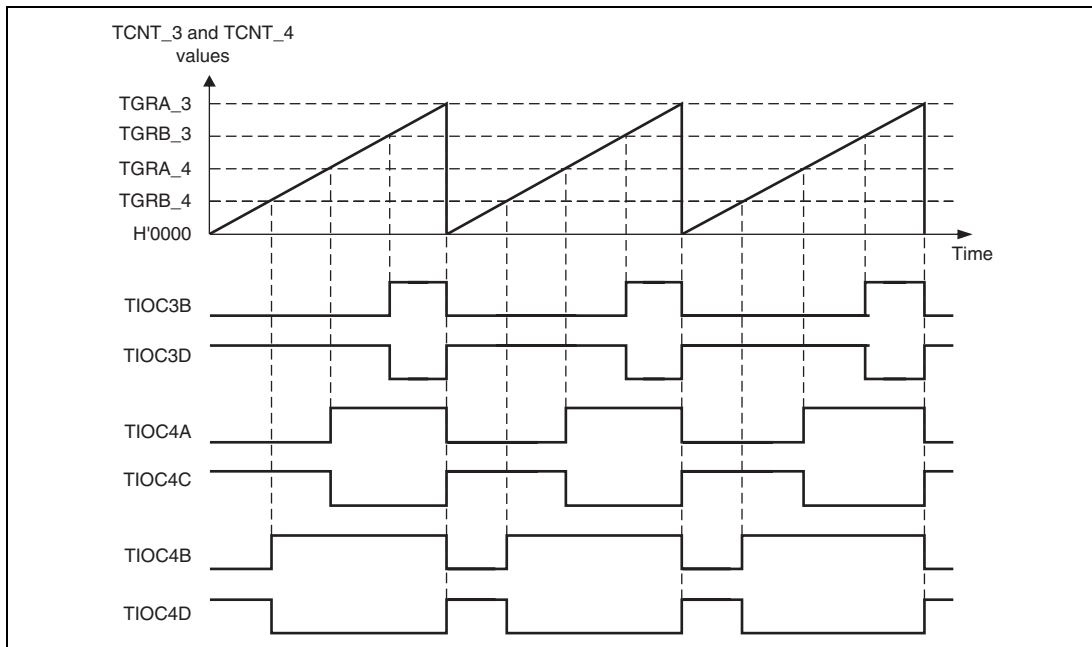 TCNT_3 and TCNT_4
values
TGRA_3
TGRB_3
TGRA_4
TGRB_4
H'0000
Time
TIOC3B
TIOC3D
TIOC4A
TIOC4C
TIOC4B
TIOC4D